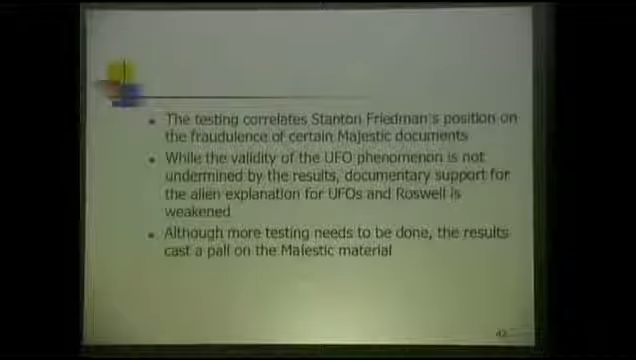 The testing correlates Stanton Friedman's position on
the fraudulence of certain Majestic documents
While the validity of the UFO phenomenon is not
undermined by the results, documentary support for
the alien explanation for UFOs and Roswell is
weakened
Although more testing needs to be done, the results
cast a pall on the Majestic material
42